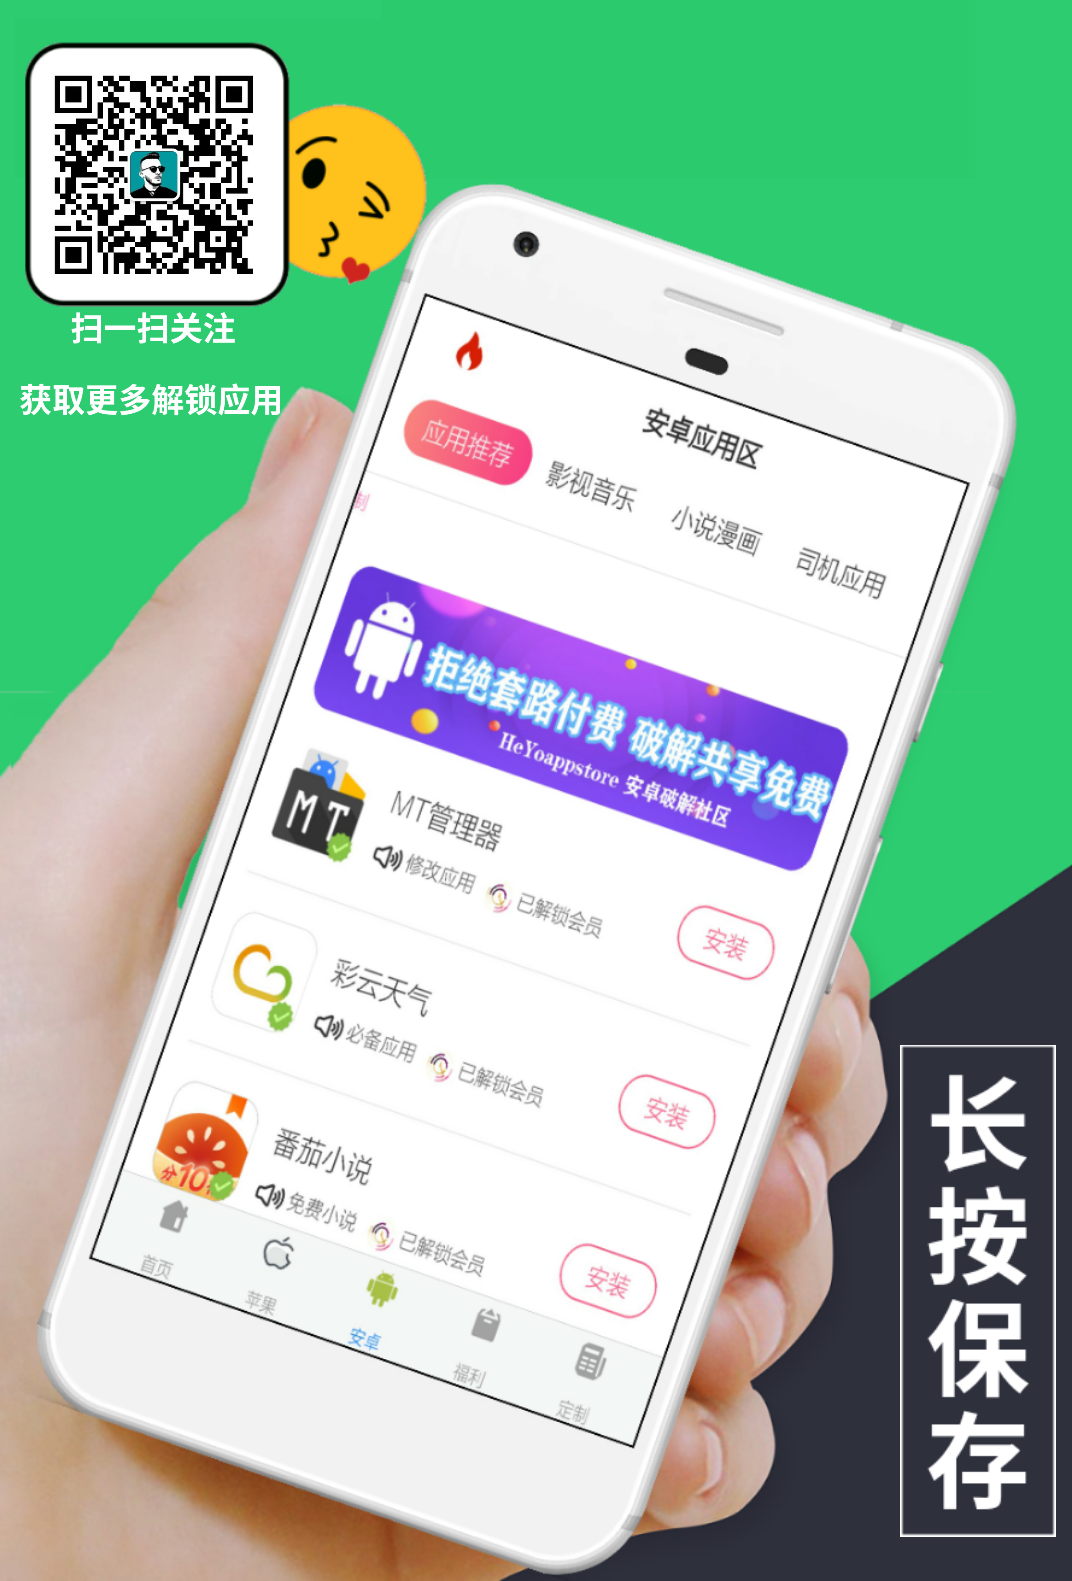 扫一扫关注
获取更多解锁应用
安卓应用区
应用推荐
影视音乐
小说漫画
司机应用
制
拒绝套路付费 破解共享免费
HeYoappstore 安卓破解社区
MT
MT管理器
修改应用
已解锁会员
安装
彩云天气
必备应用
已解锁会员
安装
分10
番茄小说
免费小说
已解锁会员
安装
首页
苹果
安卓
福利
定制
长按保存